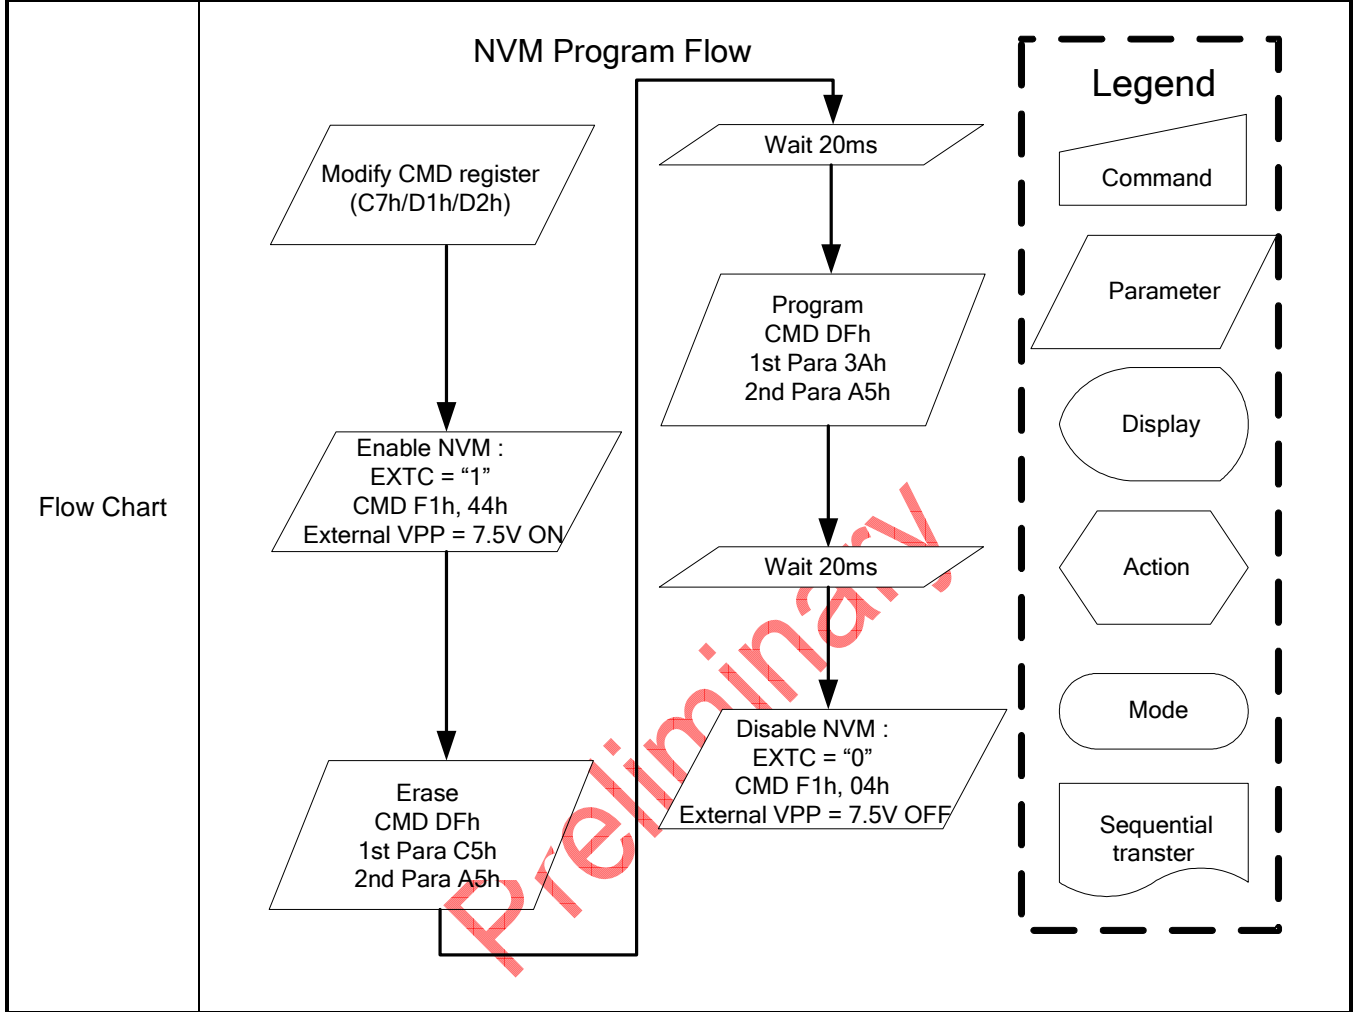 Flow Chart
NVM Program Flow
Modify CMD register
(C7h/D1h/D2h)
Enable NVM :
EXTC = “1”
CMD F1h, 44h
External VPP = 7.5V ON
Erase
CMD DFh
1st Para C5h
2nd Para A5h
Wait 20ms
Program
CMD DFh
1st Para 3Ah
2nd Para A5h
Wait 20ms
Disable NVM :
EXTC = “0”
CMD F1h, 04h
External VPP = 7.5V OFF
Preliminary
Legend
Command
Parameter
Display
Action
Mode
Sequential
transter